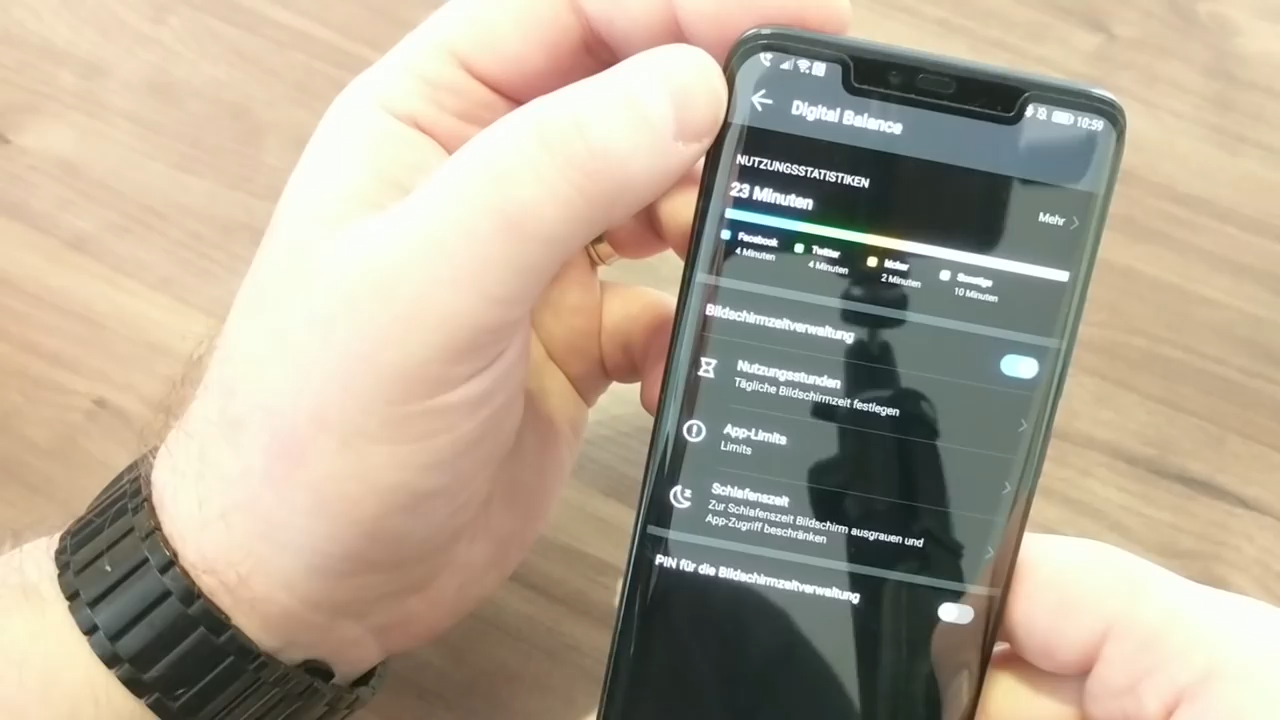 10:59
Digital Balance
NUTZUNGSSTATISTIKEN
23 Minuten
Mehr
Facebook
4 Minuten
Twitter
4 Minuten
kicker
2 Minuten
Sonstige
10 Minuten
Bildschirmzeitverwaltung
Nutzungsstunden
Tägliche Bildschirmzeit festlegen
App-Limits
Limits
Schlafenszeit
Zur Schlafenszeit Bildschirm ausgrauen und
App-Zugriff beschränken
PIN für die Bildschirmzeitverwaltung